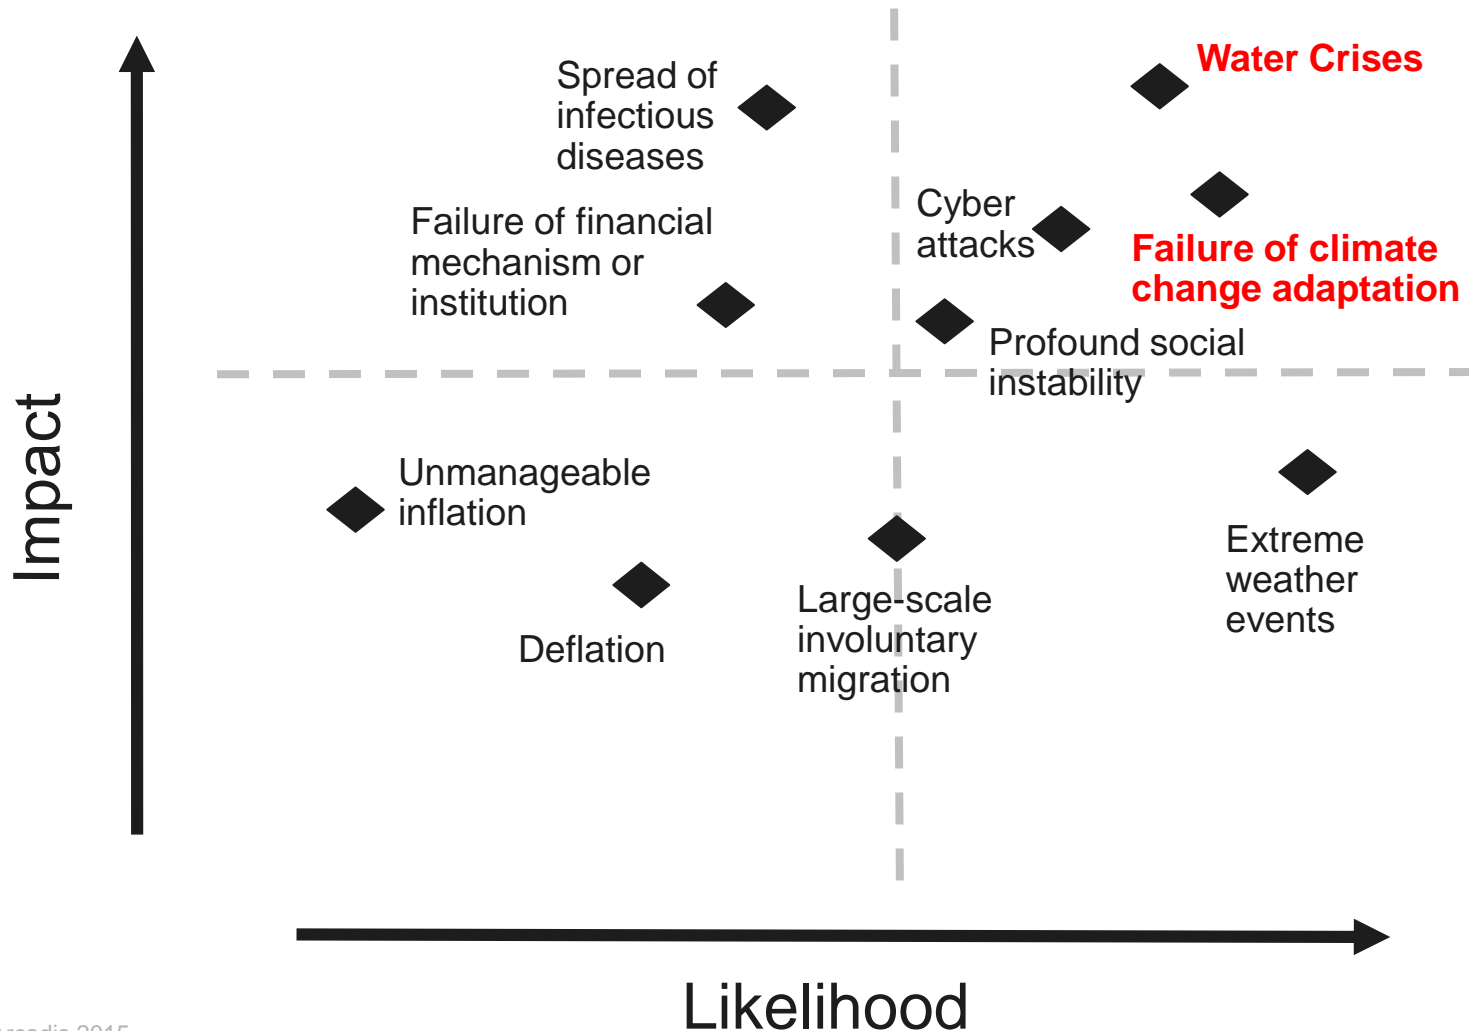 Water Crises
Spread of
infectious
diseases
Cyber
attacks
Failure of financial
mechanism or
institution
Failure of climate
change adaptation
Profound social
instability
Impact
Unmanageable
inflation
Extreme
weather
events
Large-scale
involuntary
migration
Deflation
Likelihood
2015